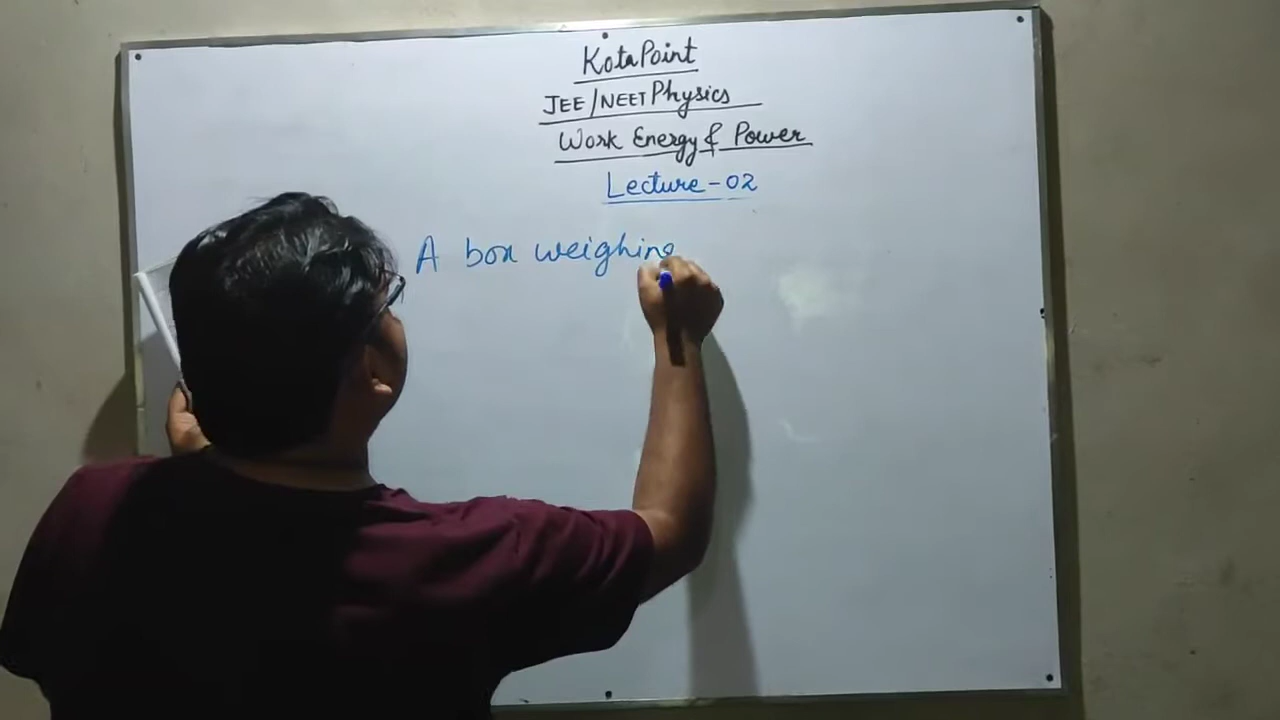 KotaPoint
JEE/NEET Physics
Work Energy & Power
Lecture-02
A box weighing